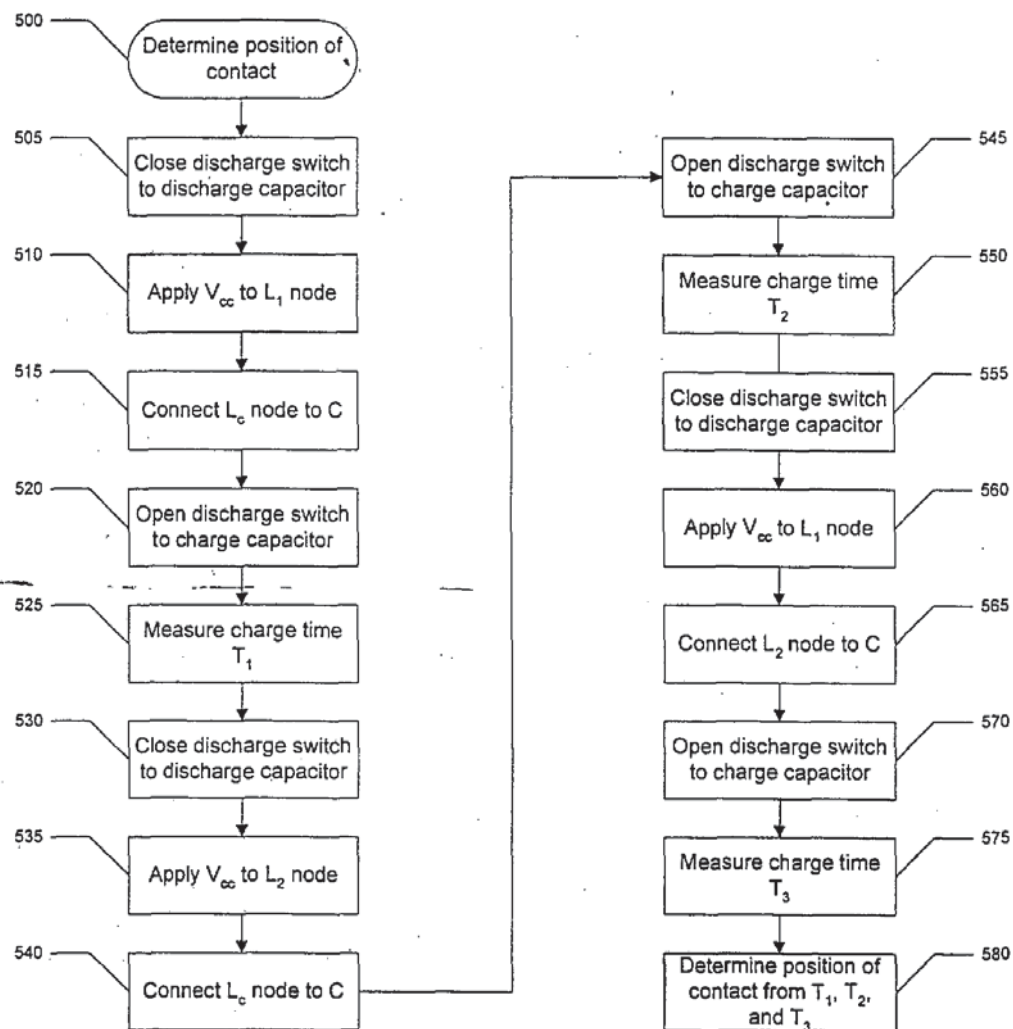 500
Determine position of
contact
505
Close discharge switch
to discharge capacitor
510
Apply Vcc to L1 node
515
Connect Lc node to C
520
Open discharge switch
to charge capacitor
525
Measure charge time
T1
530
Close discharge switch
to discharge capacitor
535
Apply Vcc to L2 node
540
Connect Lc node to C
545
Open discharge switch
to charge capacitor
550
Measure charge time
T2
555
Close discharge switch
to discharge capacitor
560
Apply Vcc to L1 node
565
Connect L2 node to C
570
Open discharge switch
to charge capacitor
575
Measure charge time
T3
580
Determine position of
contact from T1, T2,
and T3